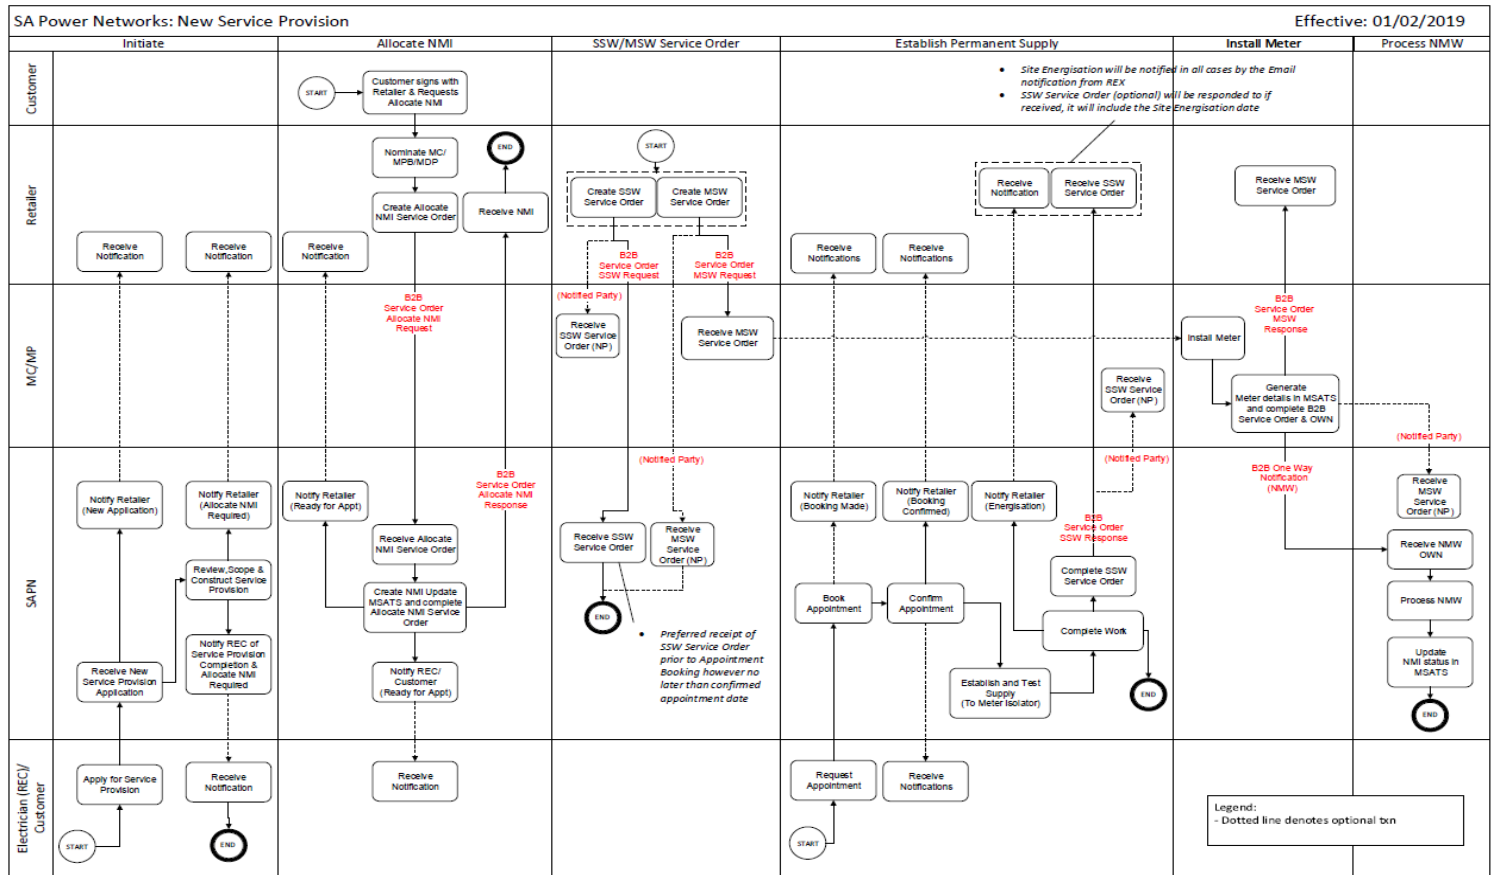 SA Power Networks: New Service Provision
Effective: 01/02/2019
Initiate
Allocate NMI
SSW/MSW Service Order
Establish Permanent Supply
Install Meter
Process NMW
Customer
START
Customer signs with
Retailer & Requests
Allocate NMI
• Site Energisation will be notified in all cases by the Email
notification from REX
• SSW Service Order (optional) will be responded to if
received, it will include the Site Energisation date
Retailer
Receive
Notification
Receive
Notification
Receive
Notification
Nominate MC/
MPB/MDP
Create Allocate
NMI Service Order
END
Receive NMI
START
Create SSW
Service Order
Create MSW
Service Order
B2B
Service Order
SSW Request
B2B
Service Order
MSW Request
Receive
Notifications
Receive
Notifications
Receive
Notification
Receive SSW
Service Order
Receive MSW
Service Order
MC/MP
B2B
Service Order
Allocate NMI
Request
(Notified Party)
Receive
SSW Service
Order (NP)
Receive MSW
Service Order
Receive
SSW Service
Order (NP)
Install Meter
B2B
Service Order
MSW
Response
Generate
Meter details in MSATS
and complete B2B
Service Order & OWN
(Notified Party)
SAPN
Notify Retailer
(New Application)
Notify Retailer
(Allocate NMI
Required)
Review,Scope &
Construct Service
Provision
Notify REC of
Service Provision
Completion &
Allocate NMI
Required
Receive New
Service Provision
Application
Notify Retailer
(Ready for Appt)
B2B
Service Order
Allocate NMI
Response
Receive Allocate
NMI Service Order
Create NMI Update
MSATS and complete
Allocate NMI Service
Order
Notify REC/
Customer
(Ready for Appt)
(Notified Party)
Receive SSW
Service Order
Receive
MSW
Service
Order (NP)
END
• Preferred receipt of
SSW Service Order
prior to Appointment
Booking however no
later than confirmed
appointment date
Notify Retailer
(Booking Made)
Notify Retailer
(Booking
Confirmed)
Notify Retailer
(Energisation)
(Notified Party)
B2B
Service Order
SSW Response
Complete SSW
Service Order
Book
Appointment
Confirm
Appointment
Complete Work
Establish and Test
Supply
(To Meter Isolator)
END
B2B One Way
Notification
(NMW)
Receive
MSW
Service
Order (NP)
Receive NMW
OWN
Process NMW
Update
NMI status in
MSATS
END
Electrician (REC)/
Customer
START
Apply for Service
Provision
Receive
Notification
END
Receive
Notification
Request
Appointment
Receive
Notifications
START
Legend:
- Dotted line denotes optional txn